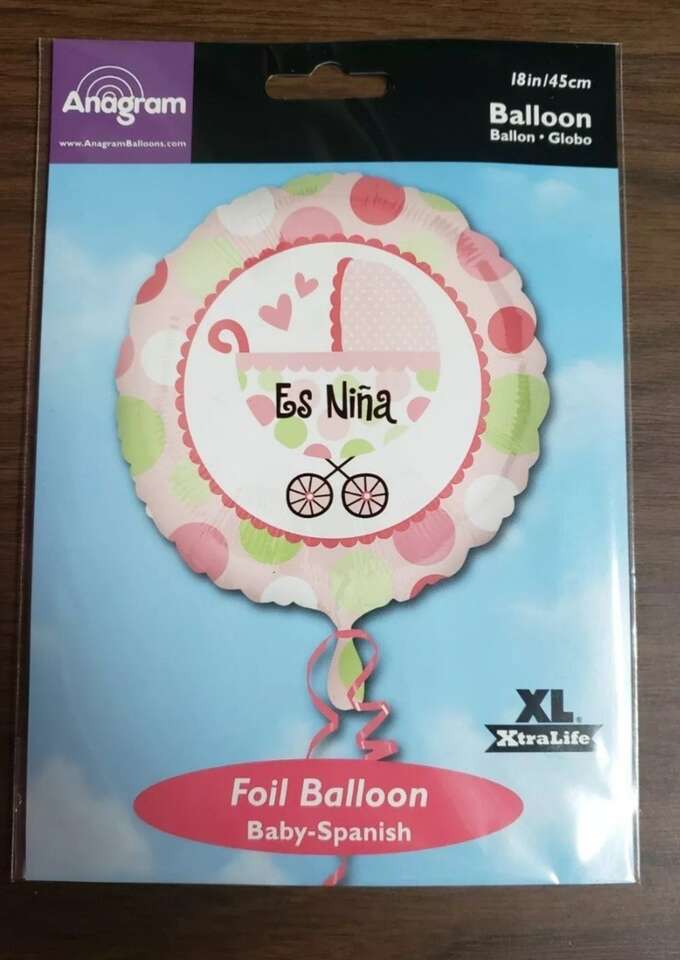 Anagram
www.AnagramBalloons.com
18in/45cm
Balloon
Ballon • Globo
Es Niña
XL®
XtraLife
Foil Balloon
Baby-Spanish